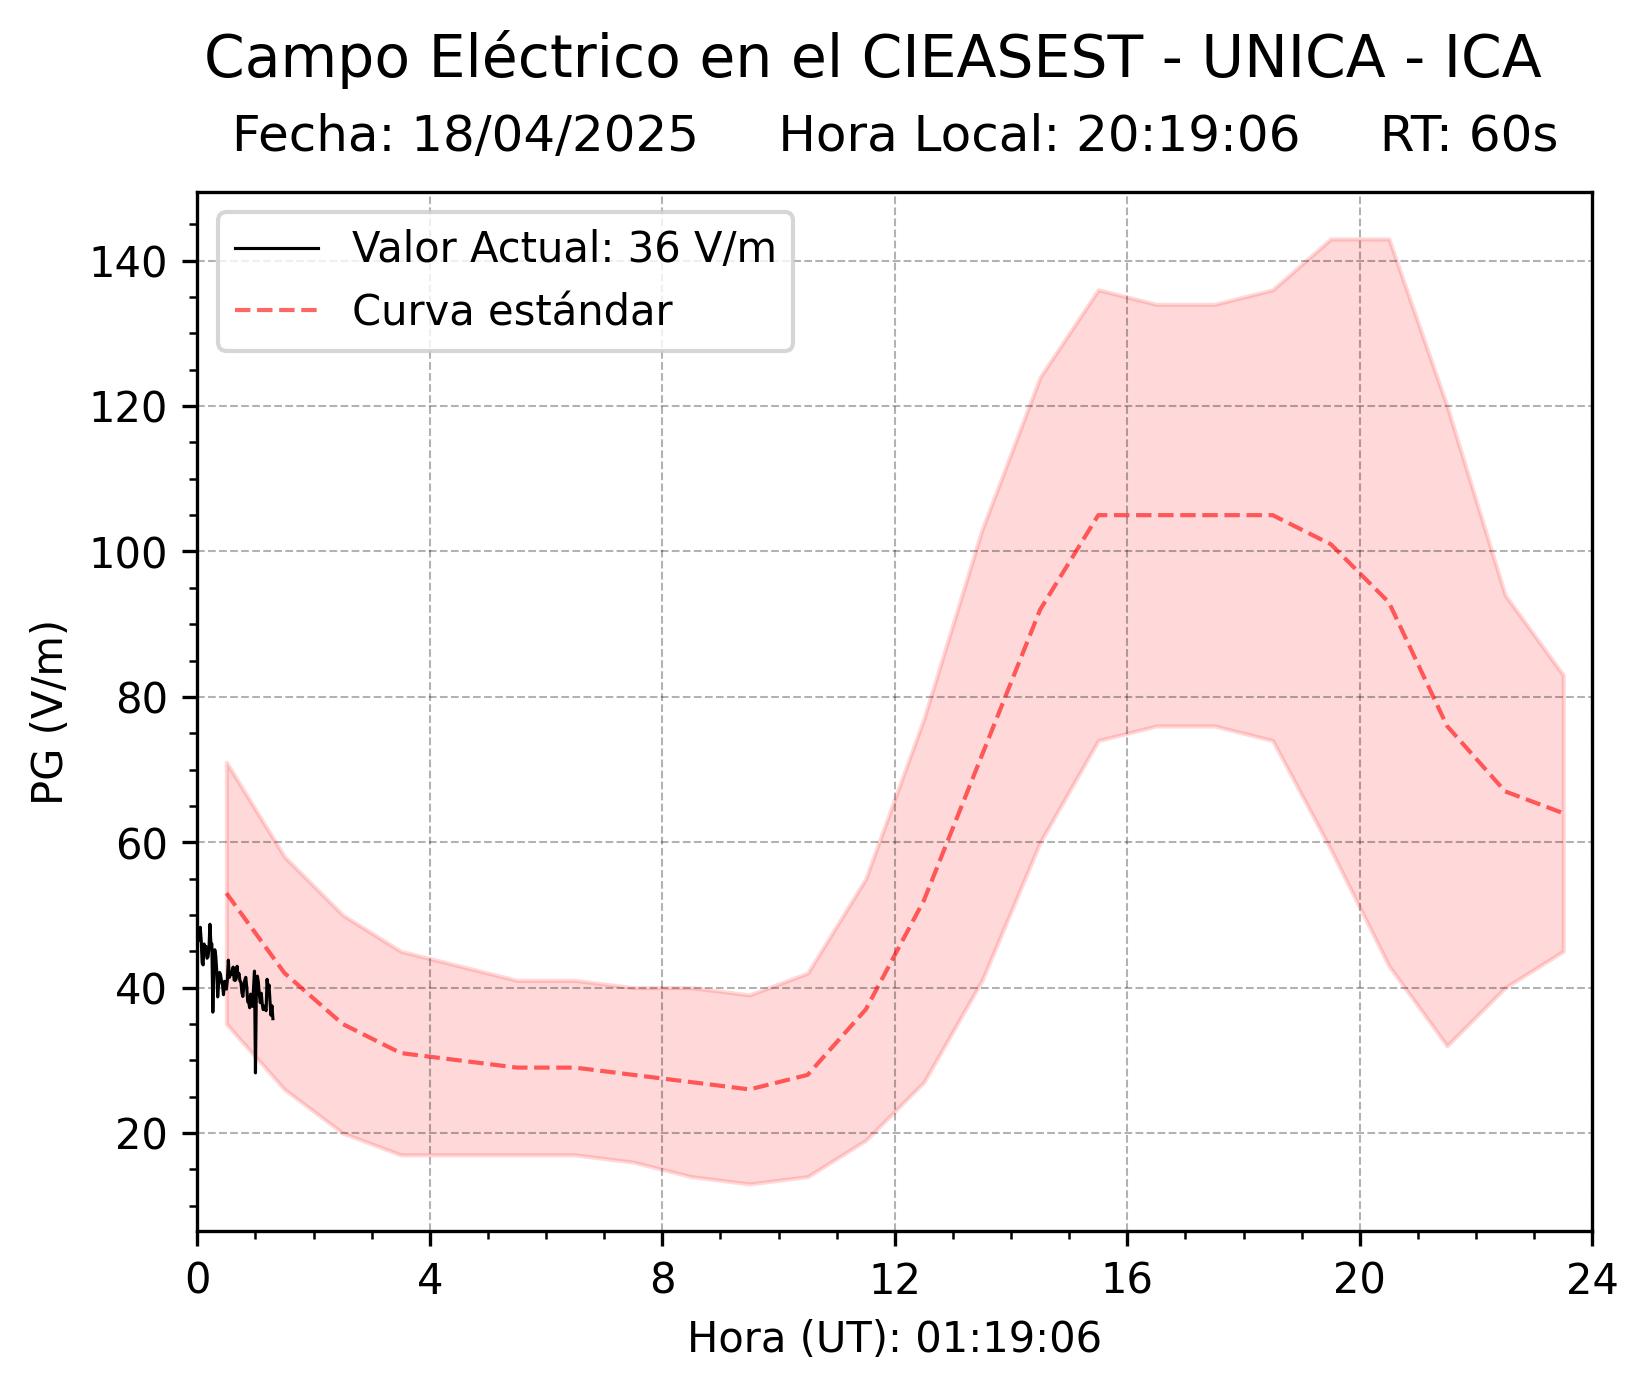 Campo Eléctrico en el CIEASEST - UNICA - ICA
Fecha: 18/04/2025 Hora Local: 20:19:06 RT: 60s
Valor Actual: 36 V/m
Curva estándar
140
120
100
80
60
40
20
PG (V/m)
0 4 8 12 16 20 24
Hora (UT): 01:19:06